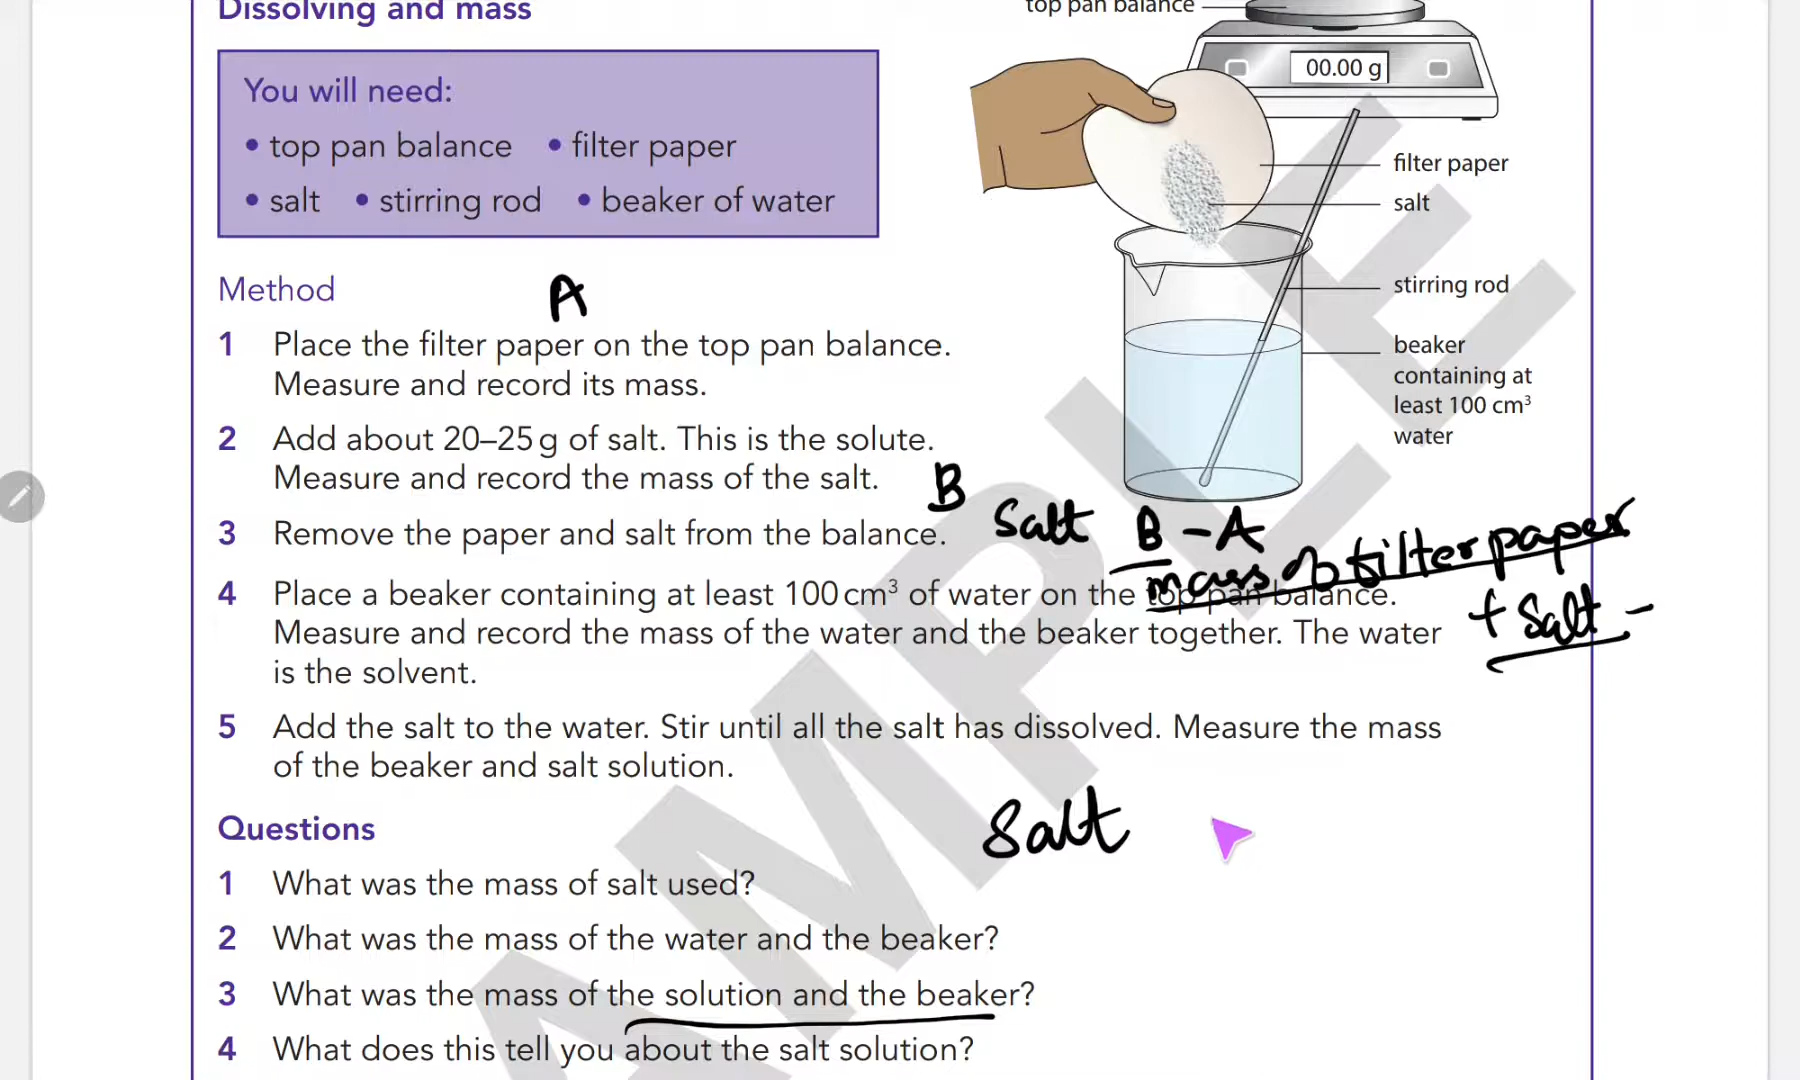 Dissolving and mass
top pan balance
00.00 g
You will need:
• top pan balance • filter paper
• salt • stirring rod • beaker of water
filter paper
salt
stirring rod
beaker
containing at
least 100 cm³
water
Method
A
1 Place the filter paper on the top pan balance.
Measure and record its mass.
2 Add about 20–25 g of salt. This is the solute.
Measure and record the mass of the salt.
B
3 Remove the paper and salt from the balance.
Salt B - A
mass of filter paper
+ Salt -
4 Place a beaker containing at least 100 cm³ of water on the top pan balance.
Measure and record the mass of the water and the beaker together. The water
is the solvent.
5 Add the salt to the water. Stir until all the salt has dissolved. Measure the mass
of the beaker and salt solution.
Salt
Questions
1 What was the mass of salt used?
2 What was the mass of the water and the beaker?
3 What was the mass of the solution and the beaker?
4 What does this tell you about the salt solution?
SAMPLE